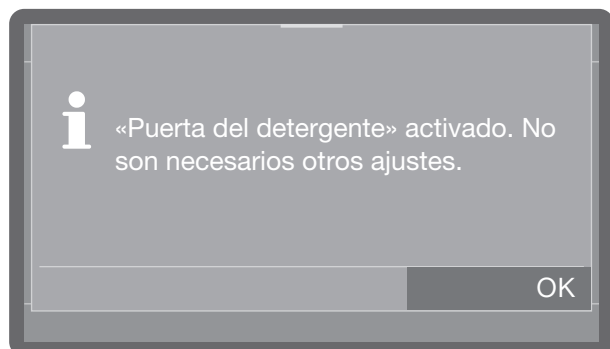 «Puerta del detergente» activado. No
son necesarios otros ajustes.
OK